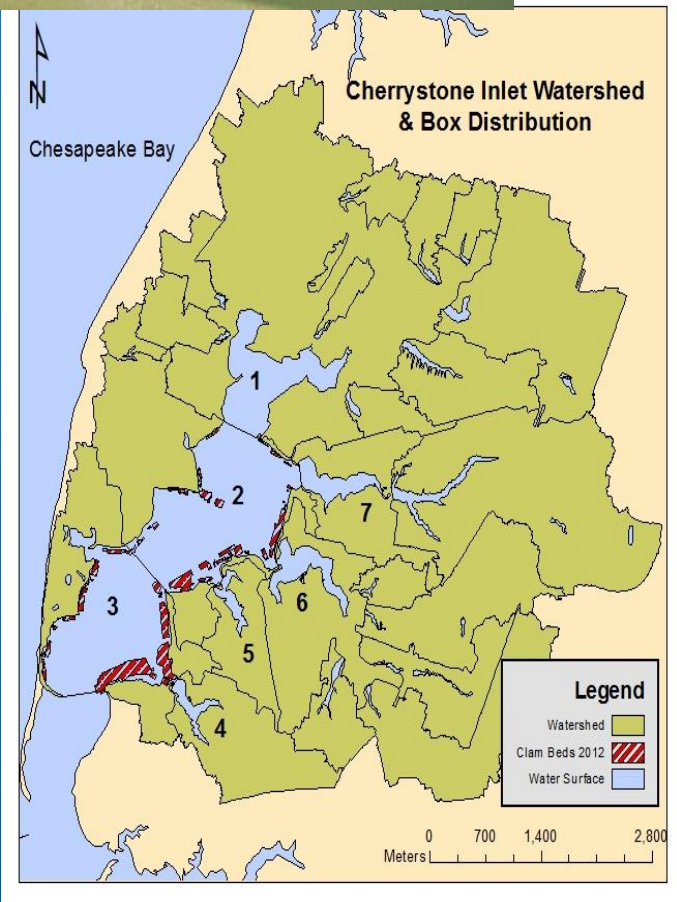 Cherrystone Inlet Watershed
& Box Distribution
N
Chesapeake Bay
1
2
7
3
6
5
4
Legend
Watershed
Clam Beds 2012
Water Surface
0 700 1,400 2,800
Meters